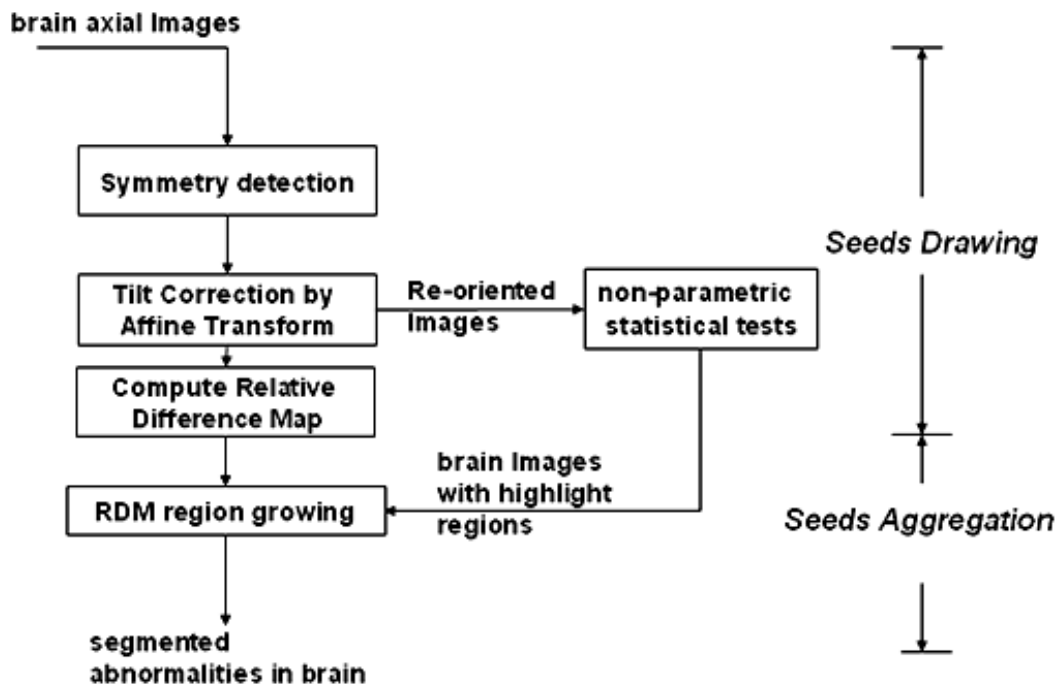 brain axial Images
Symmetry detection
Seeds Drawing
Tilt Correction by
Affine Transform
Re-oriented
Images
non-parametric
statistical tests
Compute Relative
Difference Map
brain Images
with highlight
regions
RDM region growing
Seeds Aggregation
segmented
abnormalities in brain